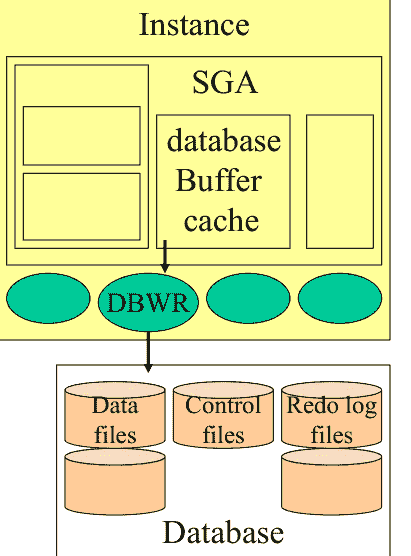 Instance
SGA
database
Buffer
cache
DBWR
Data
files
Control
files
Redo log
files
Database